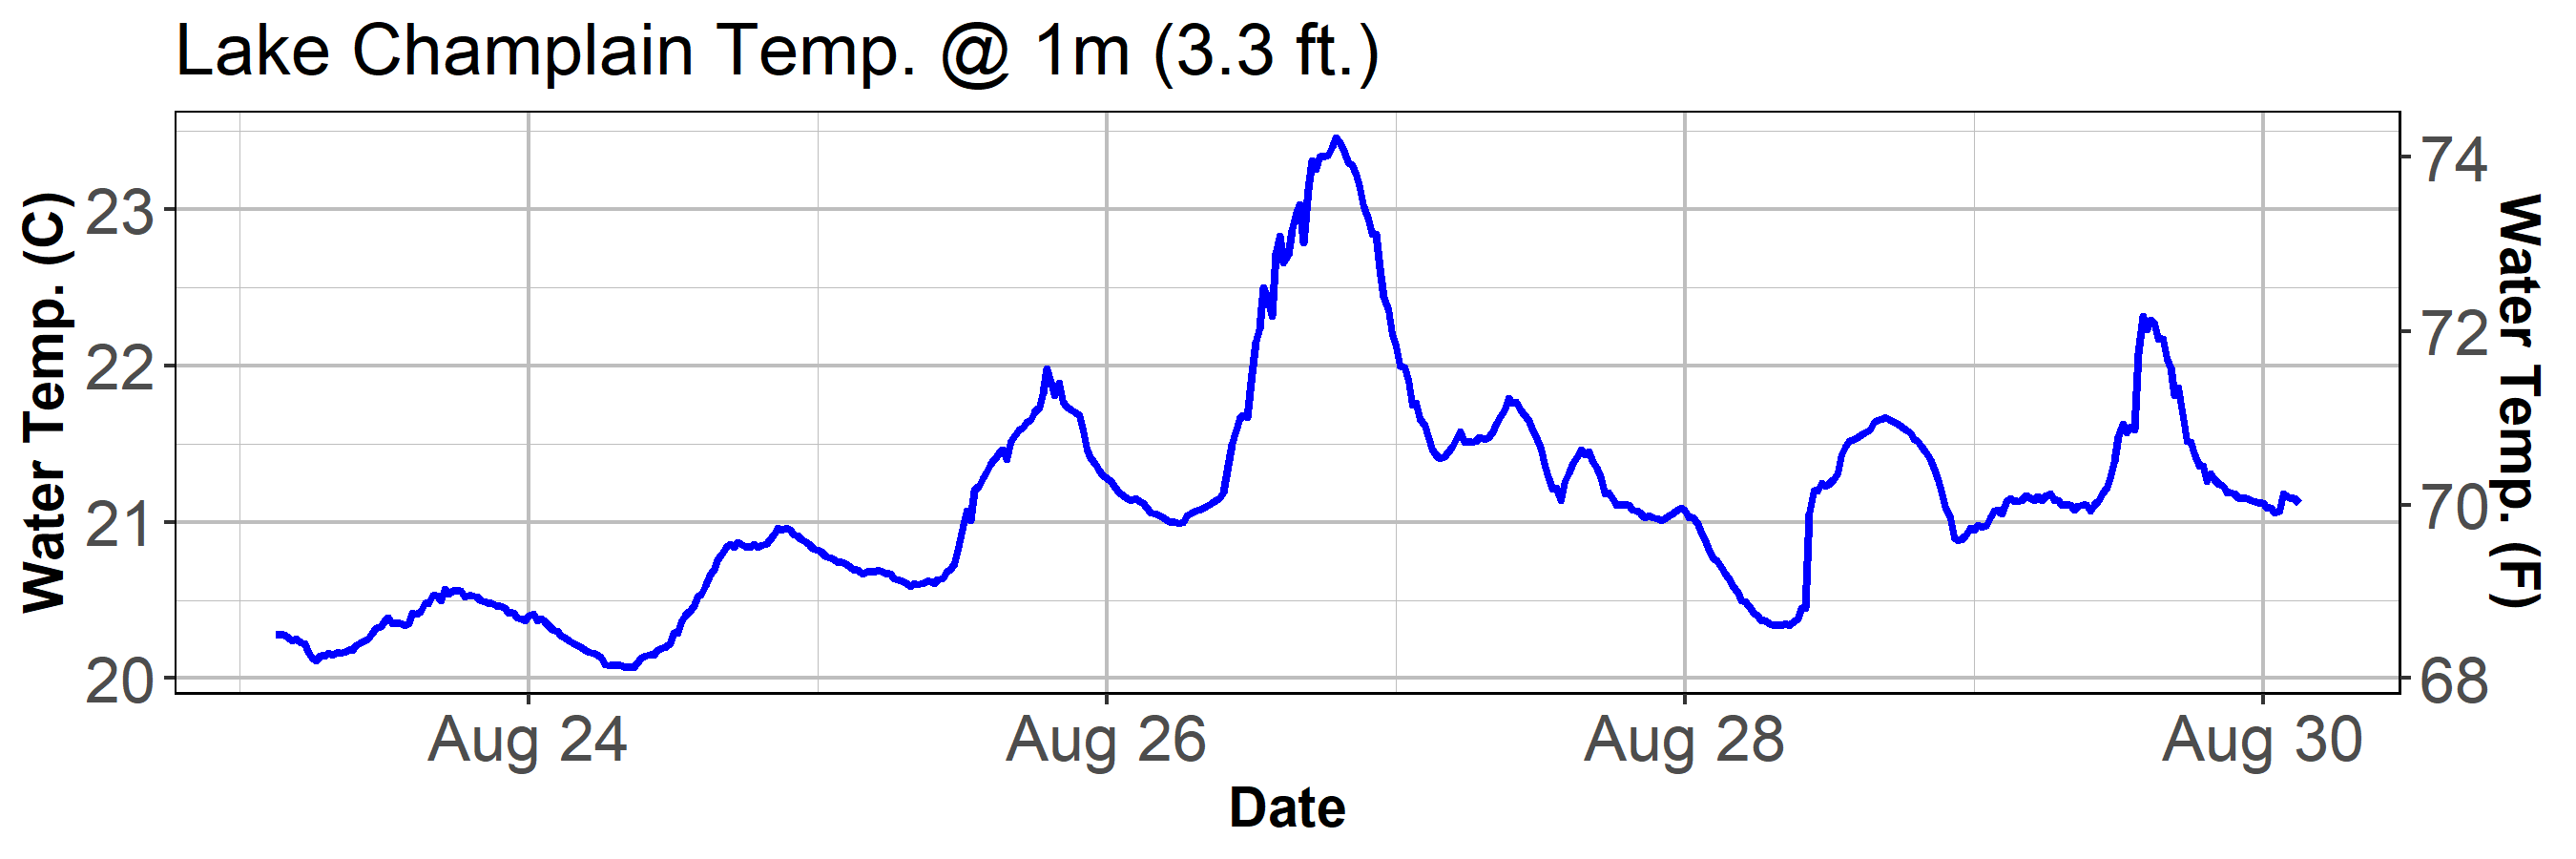 Lake Champlain Temp. @ 1m (3.3 ft.)
Water Temp. (C)
23
22
21
20
74
72
70
68
Water Temp. (F)
Aug 24
Aug 26
Aug 28
Aug 30
Date